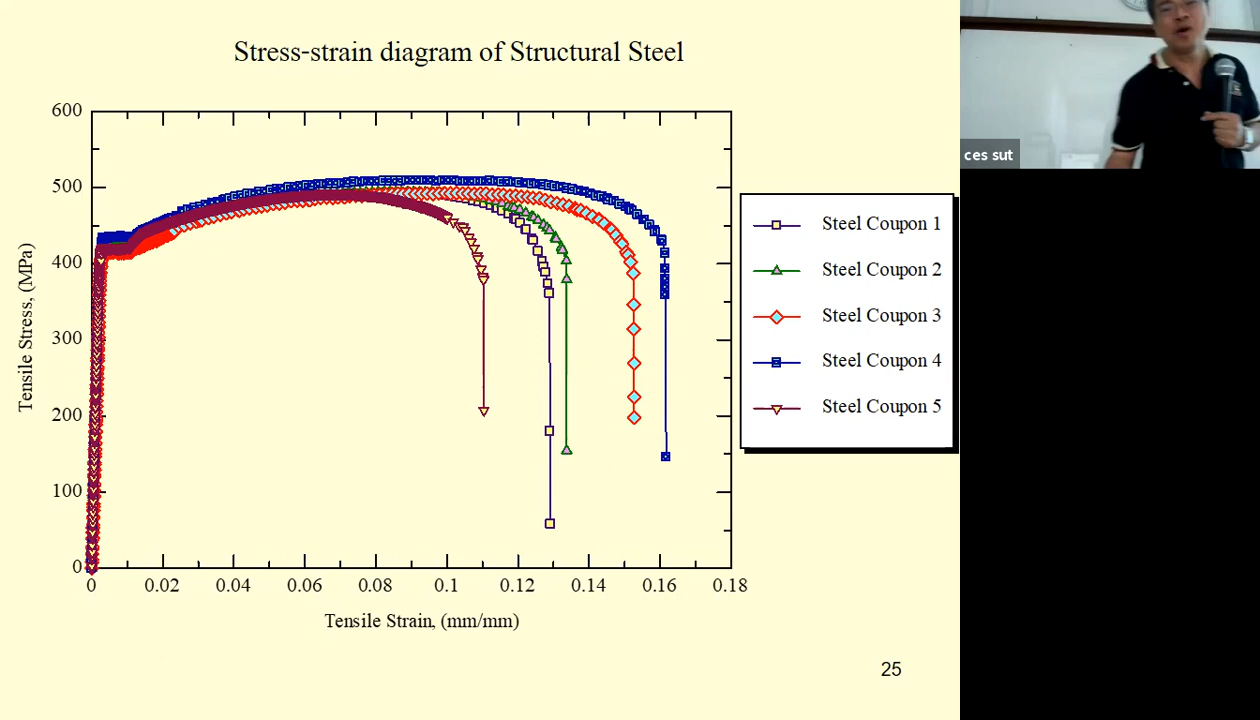 Stress-strain diagram of Structural Steel
600
500
400
300
200
100
0
Tensile Stress, (MPa)
0 0.02 0.04 0.06 0.08 0.1 0.12 0.14 0.16 0.18
Tensile Strain, (mm/mm)
Steel Coupon 1
Steel Coupon 2
Steel Coupon 3
Steel Coupon 4
Steel Coupon 5
25
ces sut